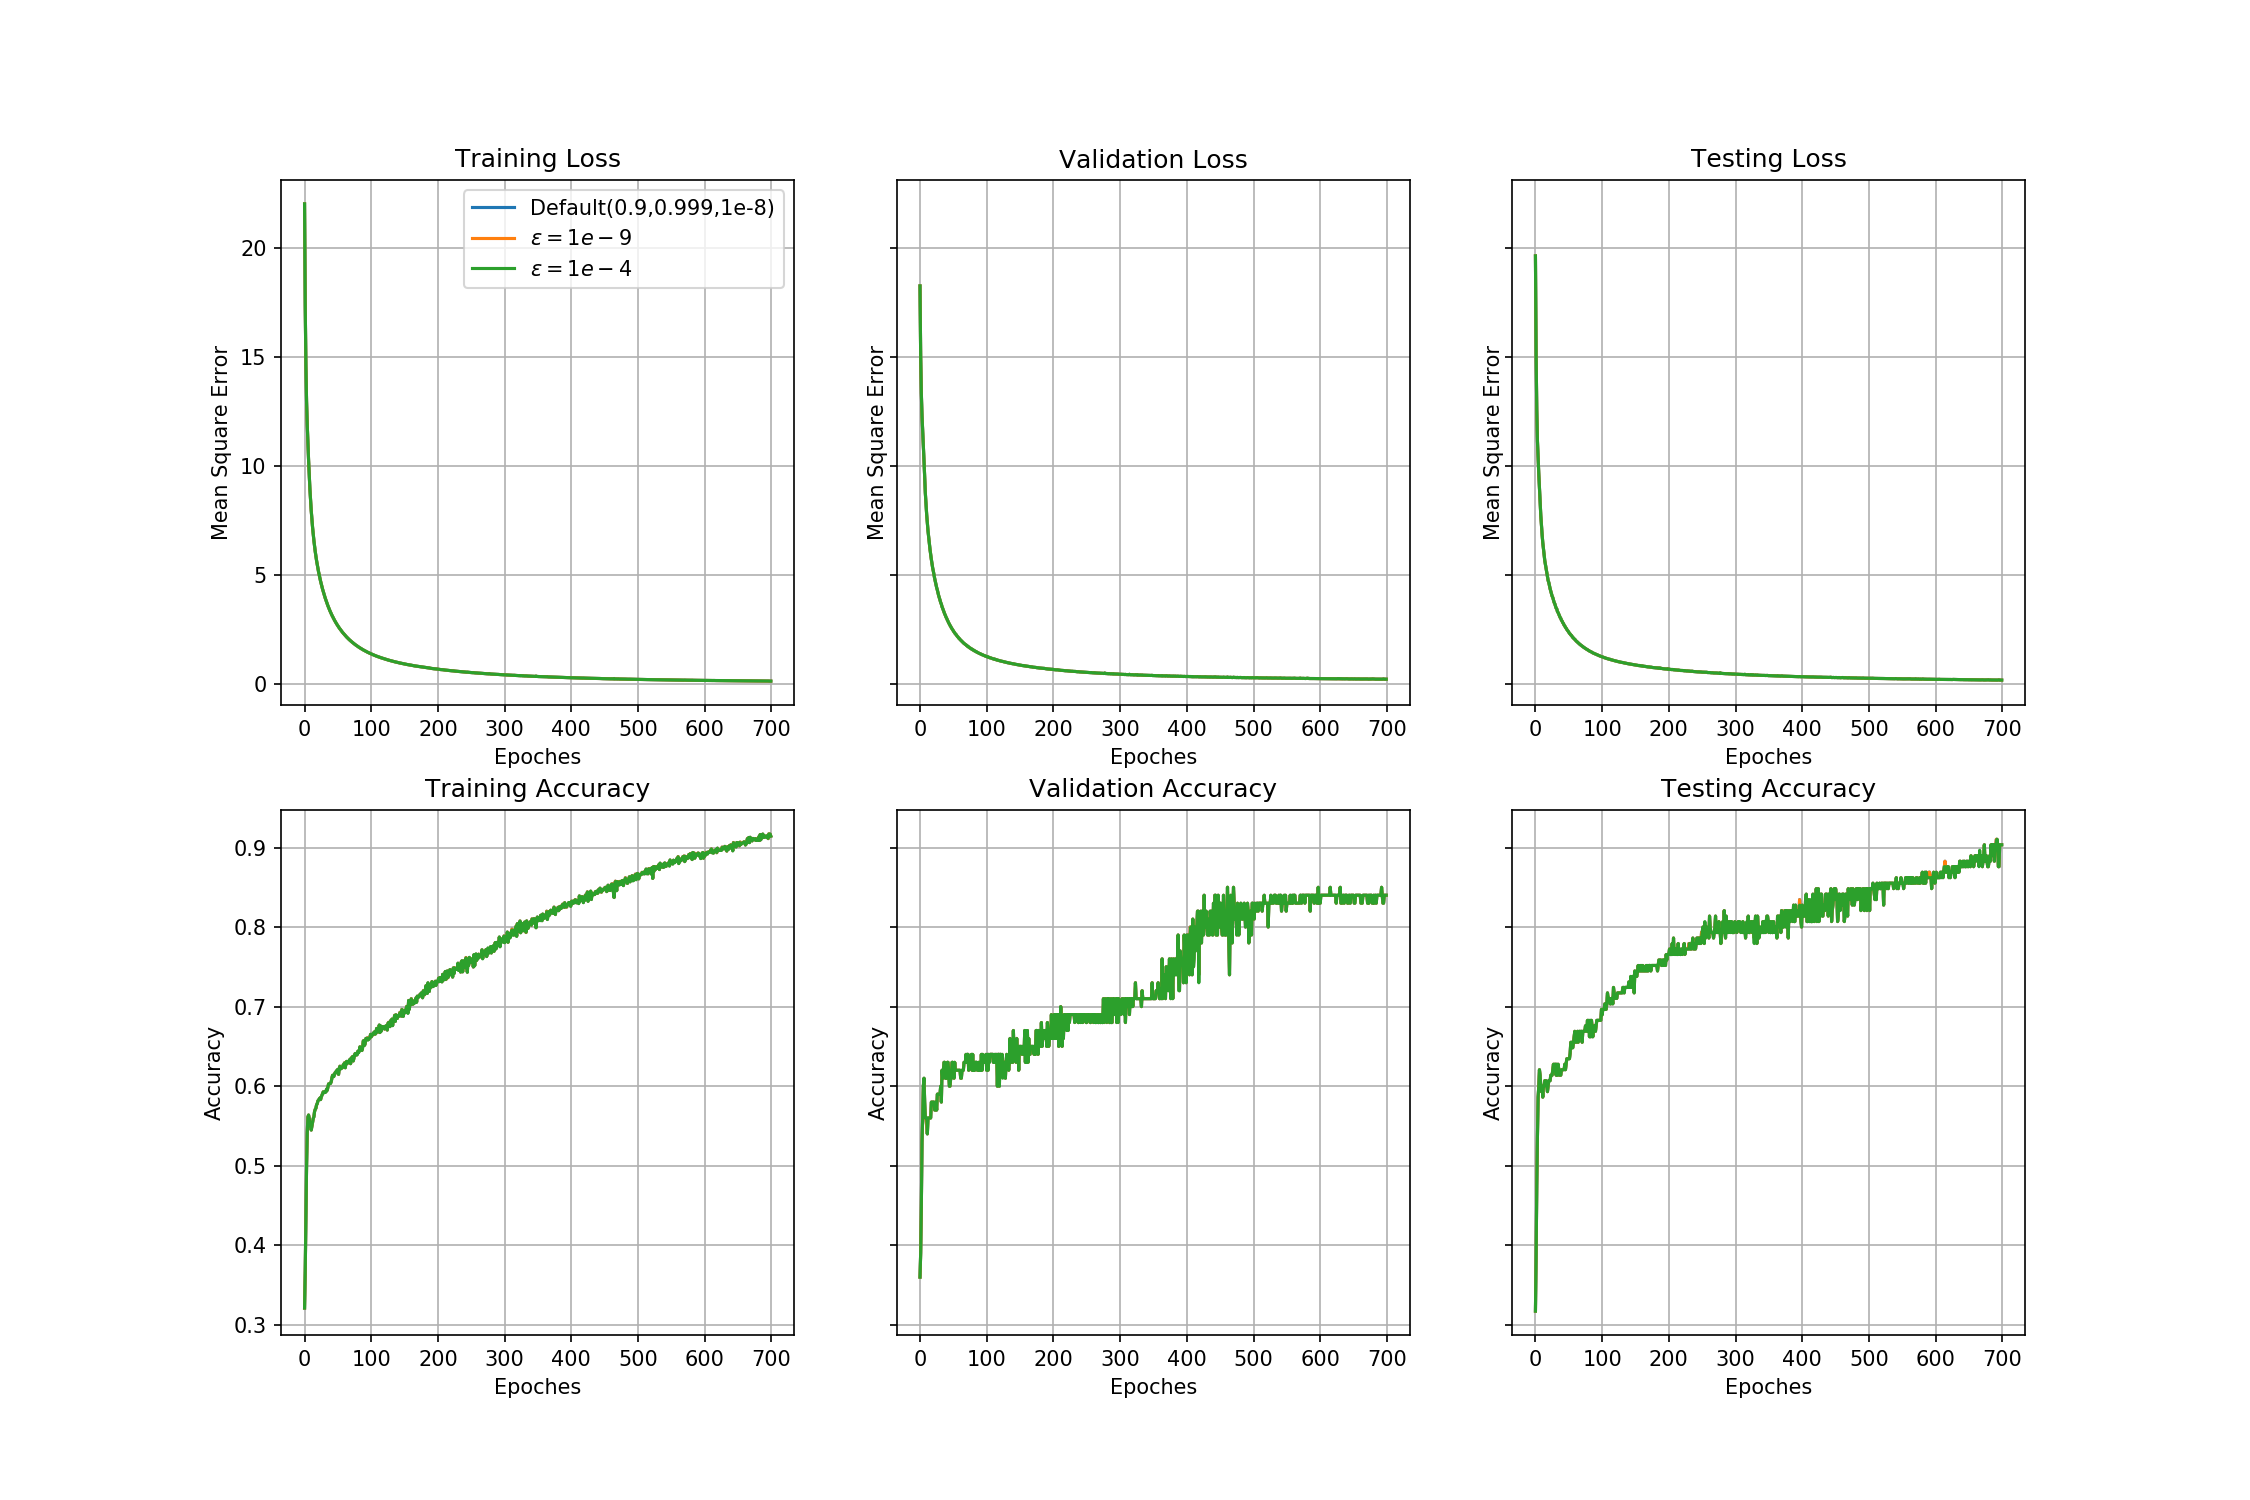 Training Loss
Validation Loss
Testing Loss
Default(0.9,0.999,1e-8)
ε = 1e − 9
ε = 1e − 4
Mean Square Error
20
15
10
5
0
0 100 200 300 400 500 600 700
Epoches
Mean Square Error
0 100 200 300 400 500 600 700
Epoches
Mean Square Error
0 100 200 300 400 500 600 700
Epoches
Training Accuracy
Validation Accuracy
Testing Accuracy
Accuracy
0.9
0.8
0.7
0.6
0.5
0.4
0.3
0 100 200 300 400 500 600 700
Epoches
Accuracy
0 100 200 300 400 500 600 700
Epoches
Accuracy
0 100 200 300 400 500 600 700
Epoches